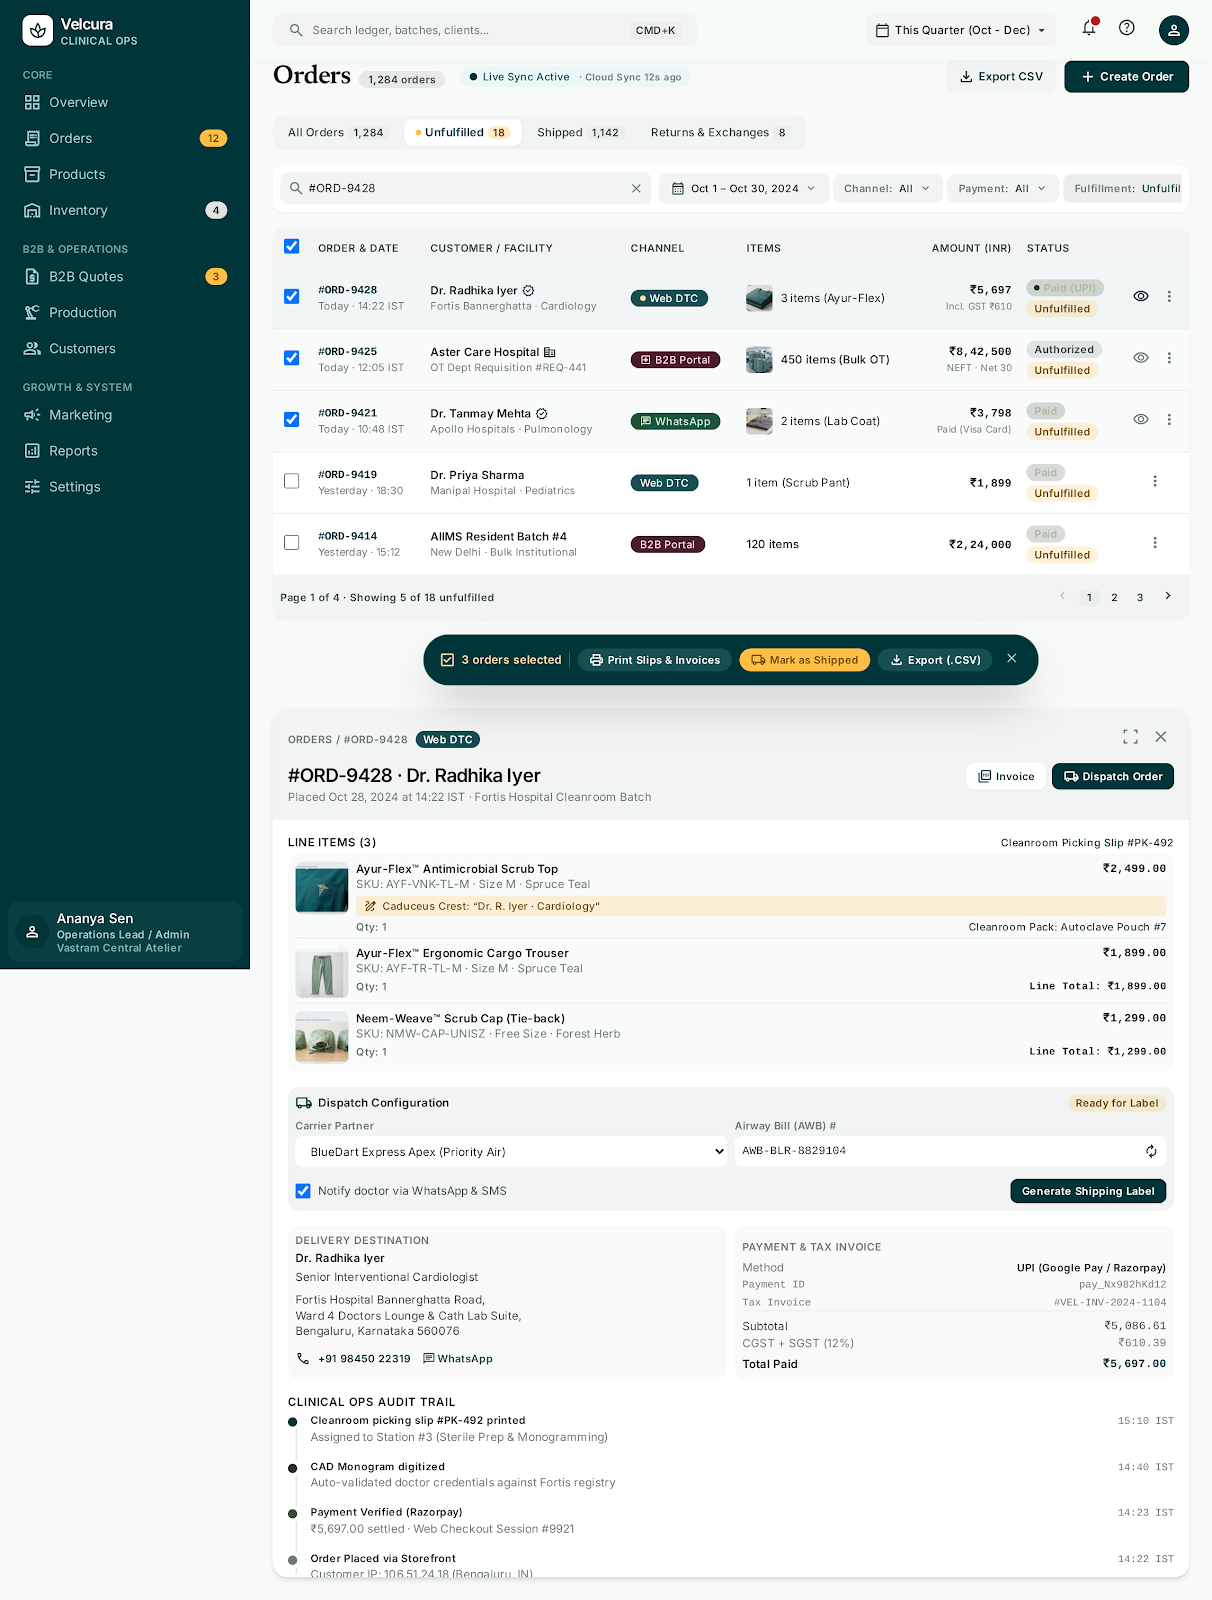 Velcura
CLINICAL OPS
CORE
Overview
Orders 12
Products
Inventory 4
B2B & OPERATIONS
B2B Quotes 3
Production
Customers
GROWTH & SYSTEM
Marketing
Reports
Settings
Ananya Sen
Operations Lead / Admin
Vastram Central Atelier
Search ledger, batches, clients... CMD+K
This Quarter (Oct - Dec)
Orders 1,284 orders Live Sync Active · Cloud Sync 12s ago
Export CSV Create Order
All Orders 1,284 Unfulfilled 18 Shipped 1,142 Returns & Exchanges 8
#ORD-9428 Oct 1 – Oct 30, 2024 Channel: All Payment: All Fulfillment: Unfulfil
ORDER & DATE CUSTOMER / FACILITY CHANNEL ITEMS AMOUNT (INR) STATUS
#ORD-9428 Dr. Radhika Iyer Web DTC 3 items (Ayur-Flex) ₹5,697 Paid (UPI)
Today · 14:22 IST Fortis Bannerghatta · Cardiology Incl. GST ₹610 Unfulfilled
#ORD-9425 Aster Care Hospital B2B Portal 450 items (Bulk OT) ₹8,42,500 Authorized
Today · 12:05 IST OT Dept Requisition #REQ-441 NEFT · Net 30 Unfulfilled
#ORD-9421 Dr. Tanmay Mehta WhatsApp 2 items (Lab Coat) ₹3,798 Paid
Today · 10:48 IST Apollo Hospitals · Pulmonology Paid (Visa Card) Unfulfilled
#ORD-9419 Dr. Priya Sharma Web DTC 1 item (Scrub Pant) ₹1,899 Paid
Yesterday · 18:30 Manipal Hospital · Pediatrics Unfulfilled
#ORD-9414 AIIMS Resident Batch #4 B2B Portal 120 items ₹2,24,000 Paid
Yesterday · 15:12 New Delhi · Bulk Institutional Unfulfilled
Page 1 of 4 · Showing 5 of 18 unfulfilled 1 2 3
3 orders selected Print Slips & Invoices Mark as Shipped Export (.CSV)
ORDERS / #ORD-9428 Web DTC
#ORD-9428 · Dr. Radhika Iyer Invoice Dispatch Order
Placed Oct 28, 2024 at 14:22 IST · Fortis Hospital Cleanroom Batch
LINE ITEMS (3) Cleanroom Picking Slip #PK-492
Ayur-Flex™ Antimicrobial Scrub Top ₹2,499.00
SKU: AYF-VNK-TL-M · Size M · Spruce Teal
Caduceus Crest: “Dr. R. Iyer · Cardiology”
Qty: 1 Cleanroom Pack: Autoclave Pouch #7
Ayur-Flex™ Ergonomic Cargo Trouser ₹1,899.00
SKU: AYF-TR-TL-M · Size M · Spruce Teal
Qty: 1 Line Total: ₹1,899.00
Neem-Weave™ Scrub Cap (Tie-back) ₹1,299.00
SKU: NMW-CAP-UNISZ · Free Size · Forest Herb
Qty: 1 Line Total: ₹1,299.00
Dispatch Configuration Ready for Label
Carrier Partner Airway Bill (AWB) #
BlueDart Express Apex (Priority Air) AWB-BLR-8829104
Notify doctor via WhatsApp & SMS Generate Shipping Label
DELIVERY DESTINATION
Dr. Radhika Iyer
Senior Interventional Cardiologist
Fortis Hospital Bannerghatta Road,
Ward 4 Doctors Lounge & Cath Lab Suite,
Bengaluru, Karnataka 560076
+91 98450 22319 WhatsApp
PAYMENT & TAX INVOICE
Method UPI (Google Pay / Razorpay)
Payment ID pay_Nx982hKd12
Tax Invoice #VEL-INV-2024-1104
Subtotal ₹5,086.61
CGST + SGST (12%) ₹610.39
Total Paid ₹5,697.00
CLINICAL OPS AUDIT TRAIL
Cleanroom picking slip #PK-492 printed 15:10 IST
Assigned to Station #3 (Sterile Prep & Monogramming)
CAD Monogram digitized 14:40 IST
Auto-validated doctor credentials against Fortis registry
Payment Verified (Razorpay) 14:23 IST
₹5,697.00 settled · Web Checkout Session #9921
Order Placed via Storefront 14:22 IST
Customer IP: 106.51.24.18 (Bengaluru, IN)